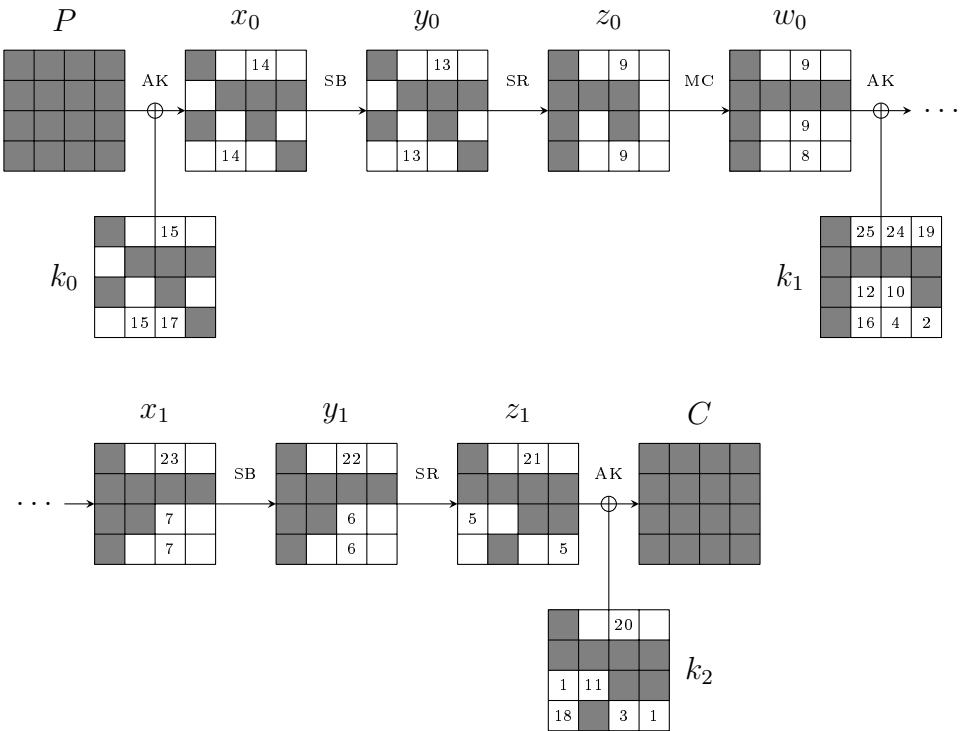 P x₀ y₀ z₀ w₀
14 13 9 9
AK SB SR MC AK
⊕ ⊕ ···
9
14 13 9 8
15 25 24 19
k₀ k₁
12 10
15 17 16 4 2
x₁ y₁ z₁ C
23 22 21
SB SR AK
··· ⊕
7 6 5
7 6 5
20
1 11 k₂
18 3 1